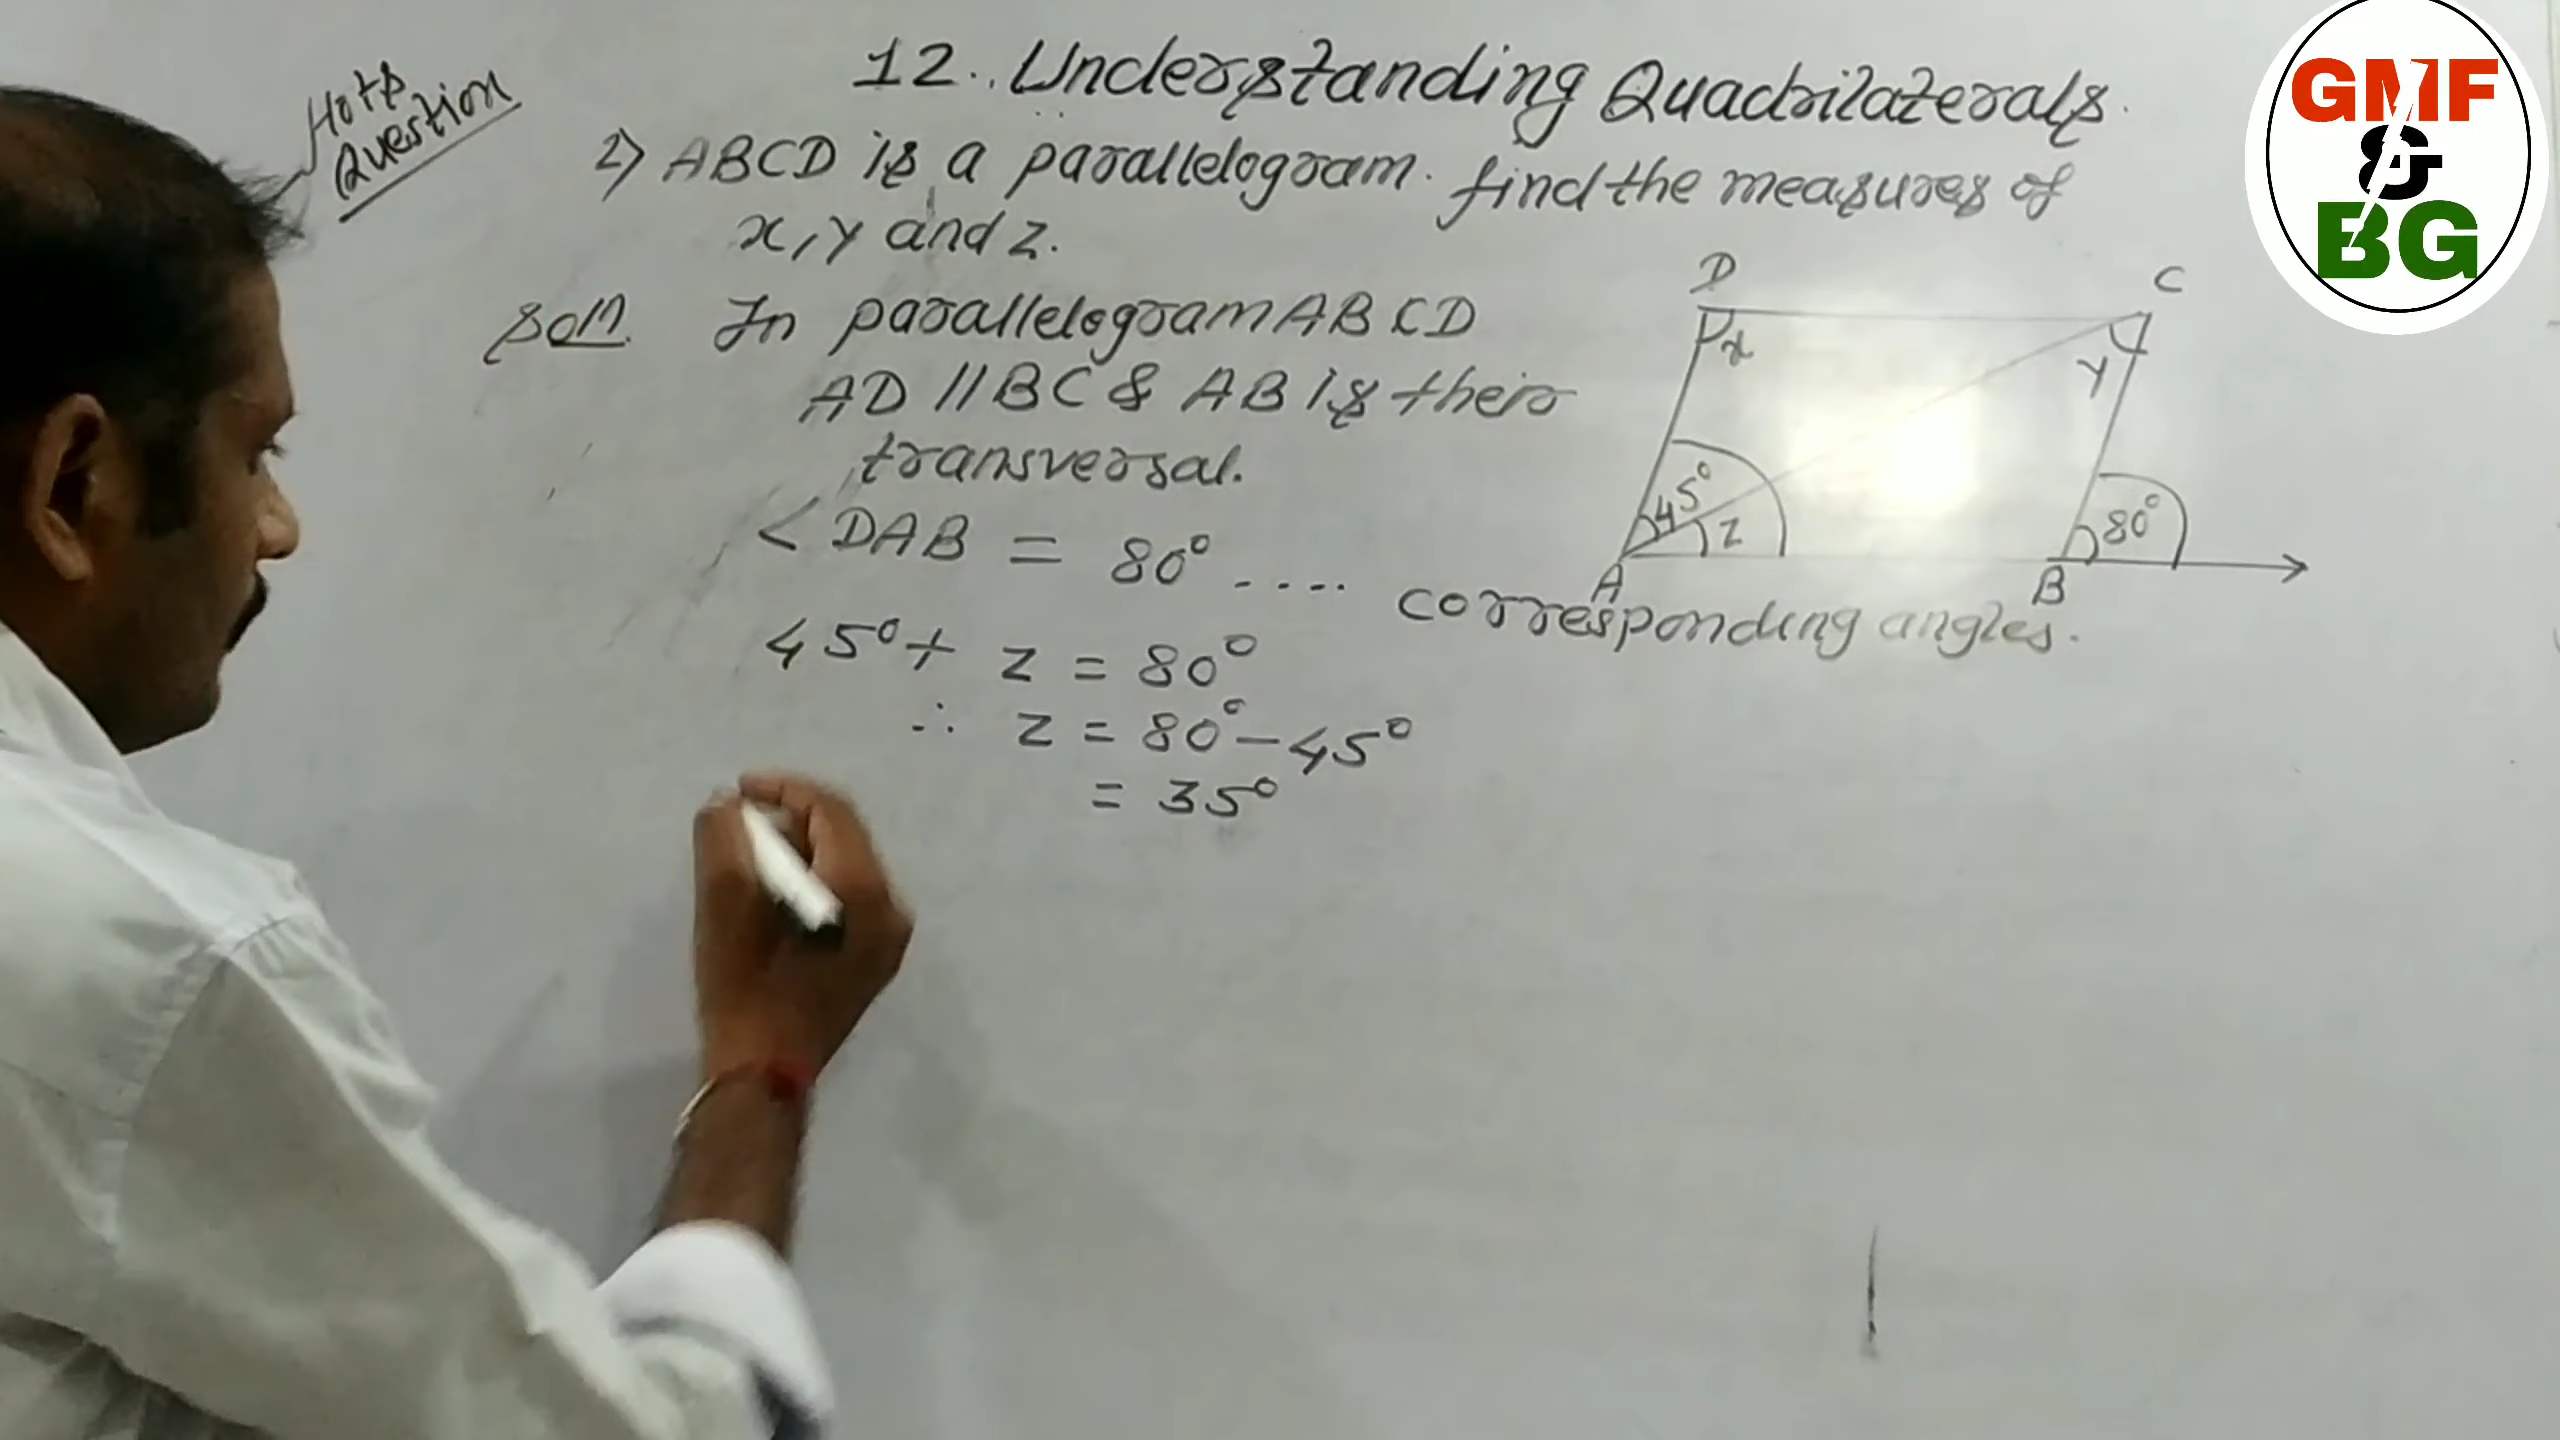 Hots
Question
12. Understanding Quadrilaterals.
2) ABCD is a parallelogram. find the measures of
x, y and z.
Soln. In parallelogram ABCD
AD // BC & AB is their
transversal.
< DAB = 80° .... corresponding angles.
45° + z = 80°
∴ z = 80° - 45°
= 35°
D
C
x
y
45°
z
80°
A
B
GMF
&
BG